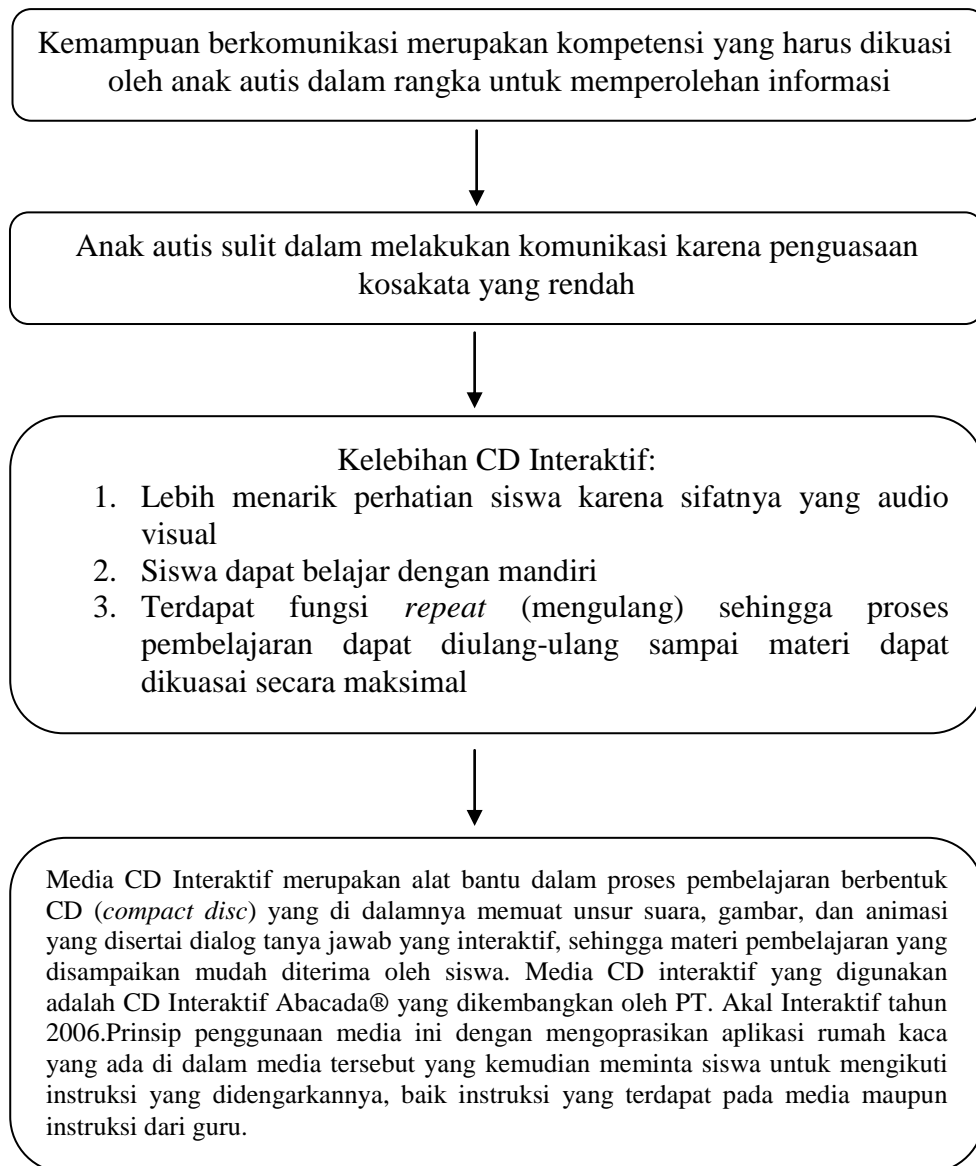 Kemampuan berkomunikasi merupakan kompetensi yang harus dikuasi
oleh anak autis dalam rangka untuk memperolehan informasi
Anak autis sulit dalam melakukan komunikasi karena penguasaan
kosakata yang rendah
Kelebihan CD Interaktif:
1. Lebih menarik perhatian siswa karena sifatnya yang audio
visual
2. Siswa dapat belajar dengan mandiri
3. Terdapat fungsi repeat (mengulang) sehingga proses
pembelajaran dapat diulang-ulang sampai materi dapat
dikuasai secara maksimal
Media CD Interaktif merupakan alat bantu dalam proses pembelajaran berbentuk
CD (compact disc) yang di dalamnya memuat unsur suara, gambar, dan animasi
yang disertai dialog tanya jawab yang interaktif, sehingga materi pembelajaran yang
disampaikan mudah diterima oleh siswa. Media CD interaktif yang digunakan
adalah CD Interaktif Abacada® yang dikembangkan oleh PT. Akal Interaktif tahun
2006.Prinsip penggunaan media ini dengan mengoprasikan aplikasi rumah kaca
yang ada di dalam media tersebut yang kemudian meminta siswa untuk mengikuti
instruksi yang didengarkannya, baik instruksi yang terdapat pada media maupun
instruksi dari guru.